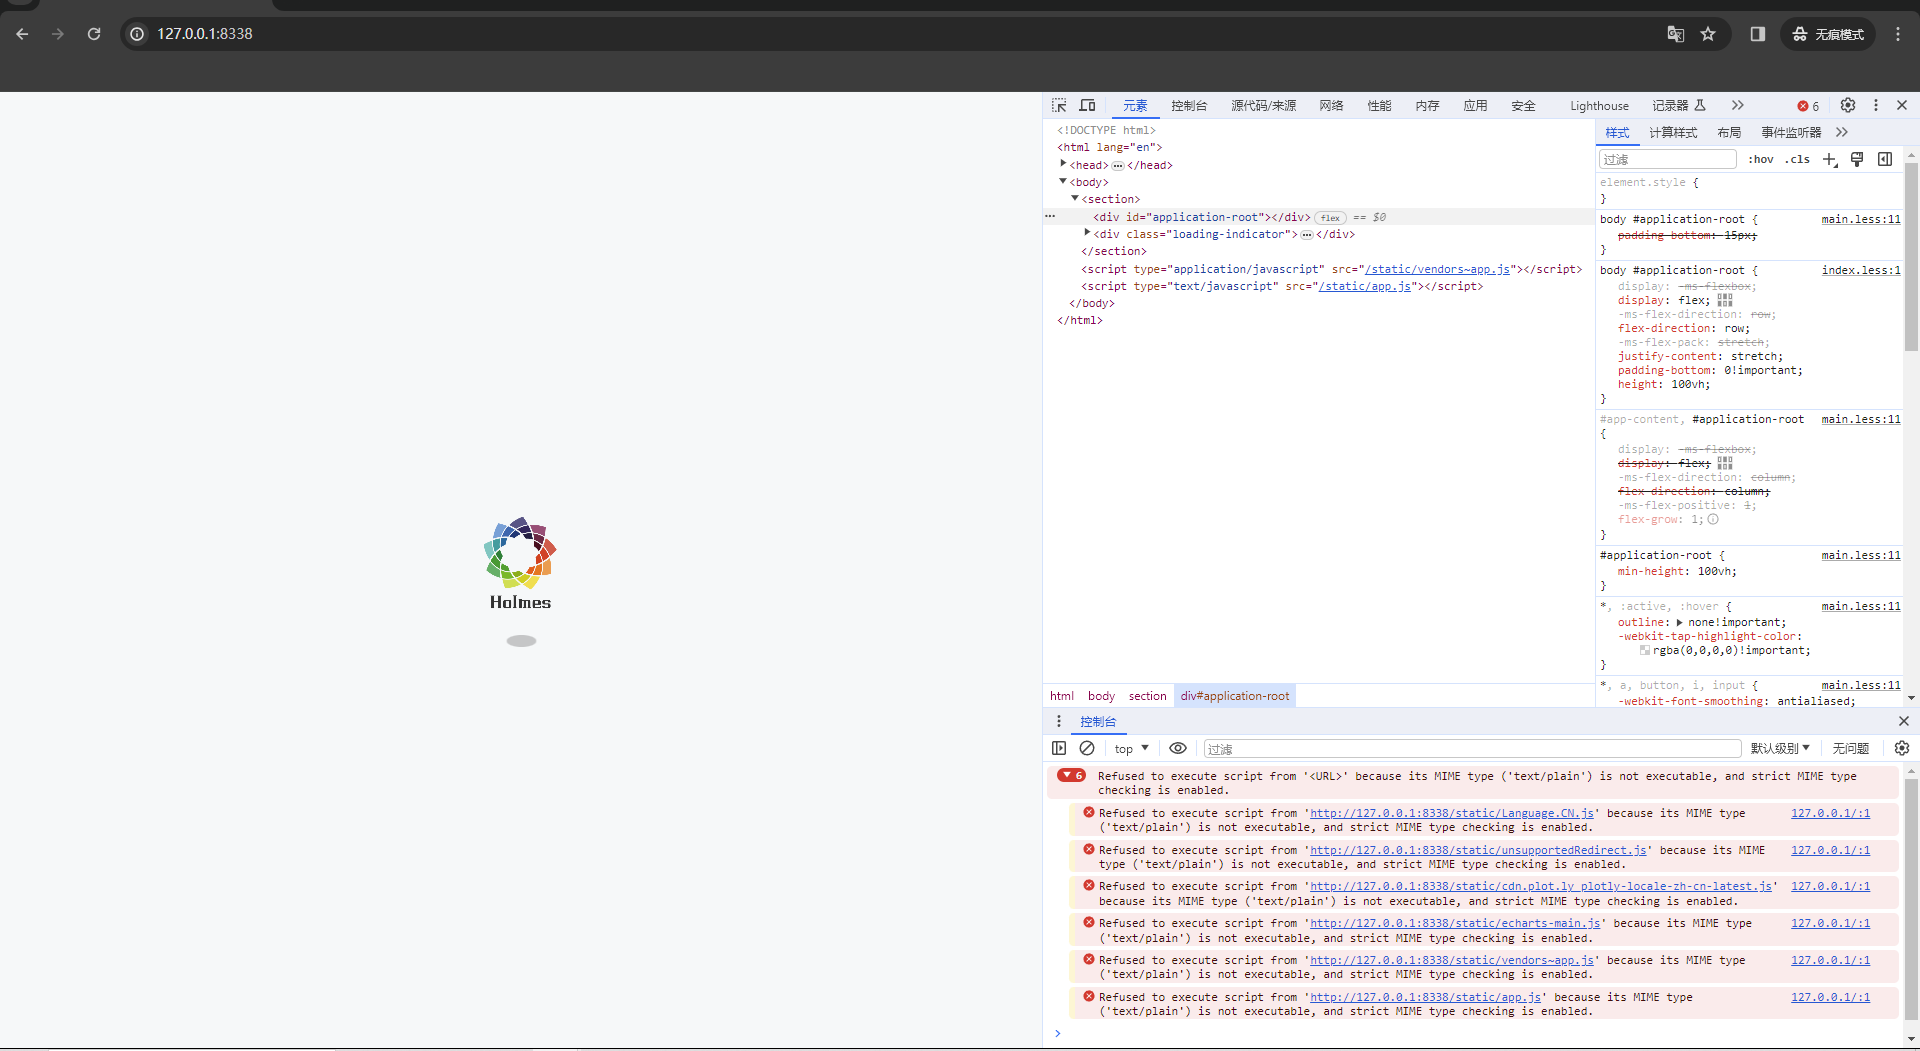 127.0.0.1:8338
无痕模式
元素 控制台 源代码/来源 网络 性能 内存 应用 安全 Lighthouse 记录器 6
<!DOCTYPE html>
<html lang="en">
<head> </head>
<body>
<section>
<div id="application-root"></div> flex == $0
<div class="loading-indicator"> </div>
</section>
<script type="application/javascript" src="/static/vendors~app.js"></script>
<script type="text/javascript" src="/static/app.js"></script>
</body>
</html>
html body section div#application-root
样式 计算样式 布局 事件监听器
过滤 :hov .cls
element.style {
}
body #application-root { main.less:11
padding-bottom: 15px;
}
body #application-root { index.less:1
display: -ms-flexbox;
display: flex;
-ms-flex-direction: row;
flex-direction: row;
-ms-flex-pack: stretch;
justify-content: stretch;
padding-bottom: 0!important;
height: 100vh;
}
#app-content, #application-root main.less:11
{
display: -ms-flexbox;
display: flex;
-ms-flex-direction: column;
flex-direction: column;
-ms-flex-positive: 1;
flex-grow: 1;
}
#application-root { main.less:11
min-height: 100vh;
}
*, :active, :hover { main.less:11
outline: none!important;
-webkit-tap-highlight-color:
rgba(0,0,0,0)!important;
}
*, a, button, i, input { main.less:11
-webkit-font-smoothing: antialiased;
Holmes
控制台
top 过滤 默认级别 无问题
6 Refused to execute script from '<URL>' because its MIME type ('text/plain') is not executable, and strict MIME type
checking is enabled.
Refused to execute script from 'http://127.0.0.1:8338/static/Language.CN.js' because its MIME type 127.0.0.1/:1
('text/plain') is not executable, and strict MIME type checking is enabled.
Refused to execute script from 'http://127.0.0.1:8338/static/unsupportedRedirect.js' because its MIME 127.0.0.1/:1
type ('text/plain') is not executable, and strict MIME type checking is enabled.
Refused to execute script from 'http://127.0.0.1:8338/static/cdn.plot.ly_plotly-locale-zh-cn-latest.js' 127.0.0.1/:1
because its MIME type ('text/plain') is not executable, and strict MIME type checking is enabled.
Refused to execute script from 'http://127.0.0.1:8338/static/echarts-main.js' because its MIME type 127.0.0.1/:1
('text/plain') is not executable, and strict MIME type checking is enabled.
Refused to execute script from 'http://127.0.0.1:8338/static/vendors~app.js' because its MIME type 127.0.0.1/:1
('text/plain') is not executable, and strict MIME type checking is enabled.
Refused to execute script from 'http://127.0.0.1:8338/static/app.js' because its MIME type 127.0.0.1/:1
('text/plain') is not executable, and strict MIME type checking is enabled.